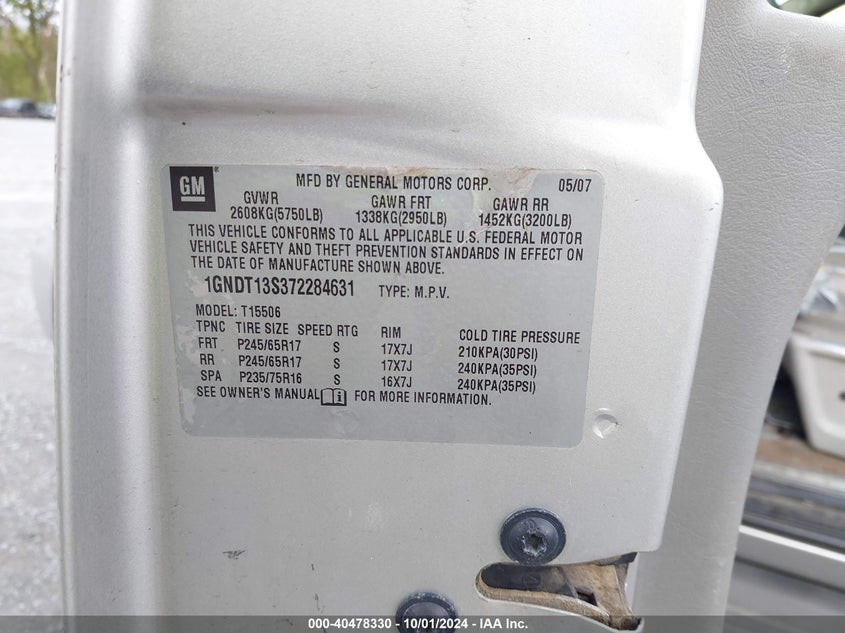 GM
MFD BY GENERAL MOTORS CORP. 05/07
GVWR GAWR FRT GAWR RR
2608KG(5750LB) 1338KG(2950LB) 1452KG(3200LB)
THIS VEHICLE CONFORMS TO ALL APPLICABLE U.S. FEDERAL MOTOR
VEHICLE SAFETY AND THEFT PREVENTION STANDARDS IN EFFECT ON
THE DATE OF MANUFACTURE SHOWN ABOVE.
1GNDT13S372284631 TYPE: M.P.V.
MODEL: T15506
TPNC TIRE SIZE SPEED RTG RIM COLD TIRE PRESSURE
FRT P245/65R17 S 17X7J 210KPA(30PSI)
RR P245/65R17 S 17X7J 240KPA(35PSI)
SPA P235/75R16 S 16X7J 240KPA(35PSI)
SEE OWNER'S MANUAL i FOR MORE INFORMATION.
000-40478330 - 10/01/2024 - IAA Inc.